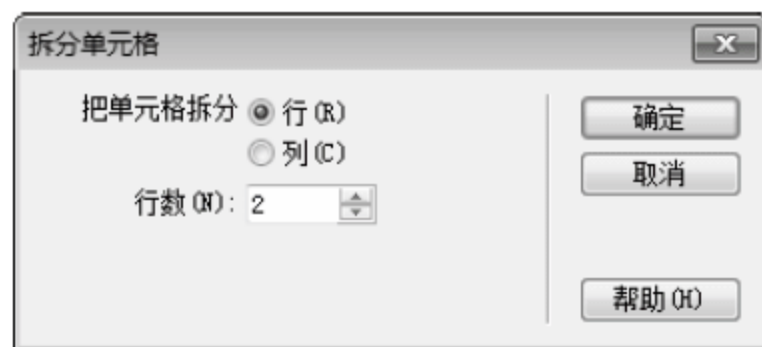 拆分单元格
把单元格拆分 行(R)
列(C)
行数(N): 2
确定
取消
帮助(H)